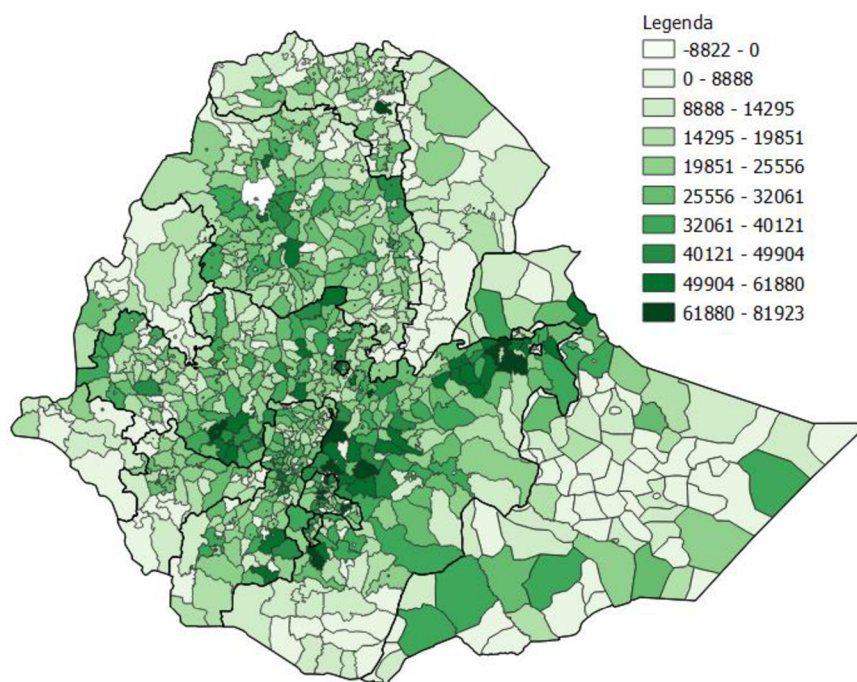 Legenda
-8822 - 0
0 - 8888
8888 - 14295
14295 - 19851
19851 - 25556
25556 - 32061
32061 - 40121
40121 - 49904
49904 - 61880
61880 - 81923